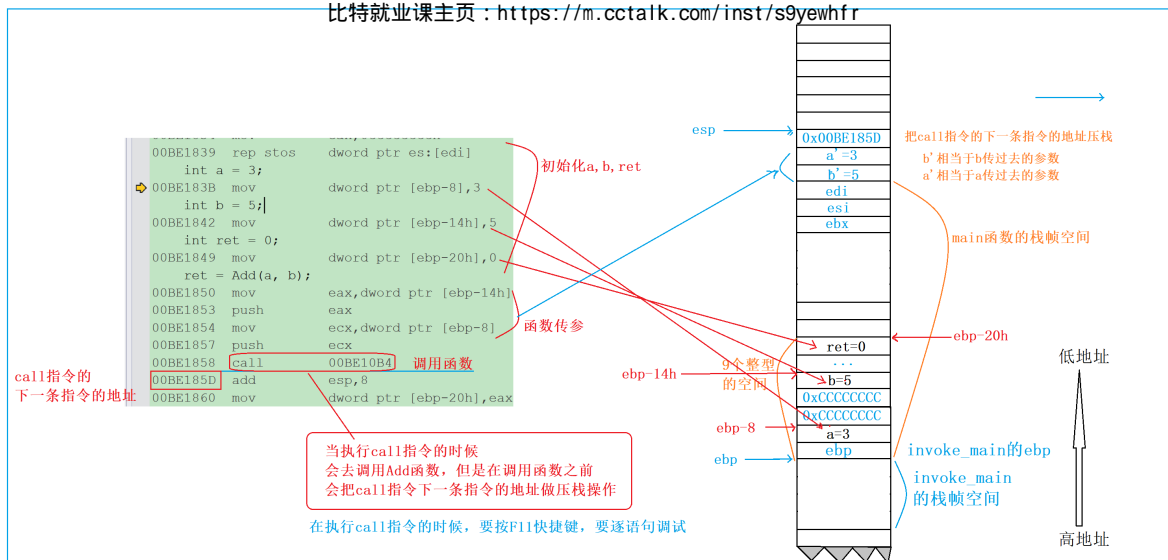 比特就业课主页：https://m.cctalk.com/inst/s9yewhfr
00BE1839 rep stos dword ptr es:[edi]
int a = 3;
00BE183B mov dword ptr [ebp-8],3
int b = 5;
00BE1842 mov dword ptr [ebp-14h],5
int ret = 0;
00BE1849 mov dword ptr [ebp-20h],0
ret = Add(a, b);
00BE1850 mov eax,dword ptr [ebp-14h]
00BE1853 push eax
00BE1854 mov ecx,dword ptr [ebp-8]
00BE1857 push ecx
00BE1858 call 00BE10B4
00BE185D add esp,8
00BE1860 mov dword ptr [ebp-20h],eax
初始化a,b,ret
函数传参
调用函数
call指令的
下一条指令的地址
当执行call指令的时候
会去调用Add函数，但是在调用函数之前
会把call指令下一条指令的地址做压栈操作
在执行call指令的时候，要按F11快捷键，要逐语句调试
esp
0x00BE185D
a'=3
b'=5
edi
esi
ebx
把call指令的下一条指令的地址压栈
b'相当于b传过去的参数
a'相当于a传过去的参数
main函数的栈帧空间
ebp-20h
ret=0
...
9个整型
的空间
ebp-14h
b=5
0xCCCCCCCC
0xCCCCCCCC
ebp-8
a=3
ebp
ebp
invoke_main的ebp
invoke_main
的栈帧空间
低地址
高地址